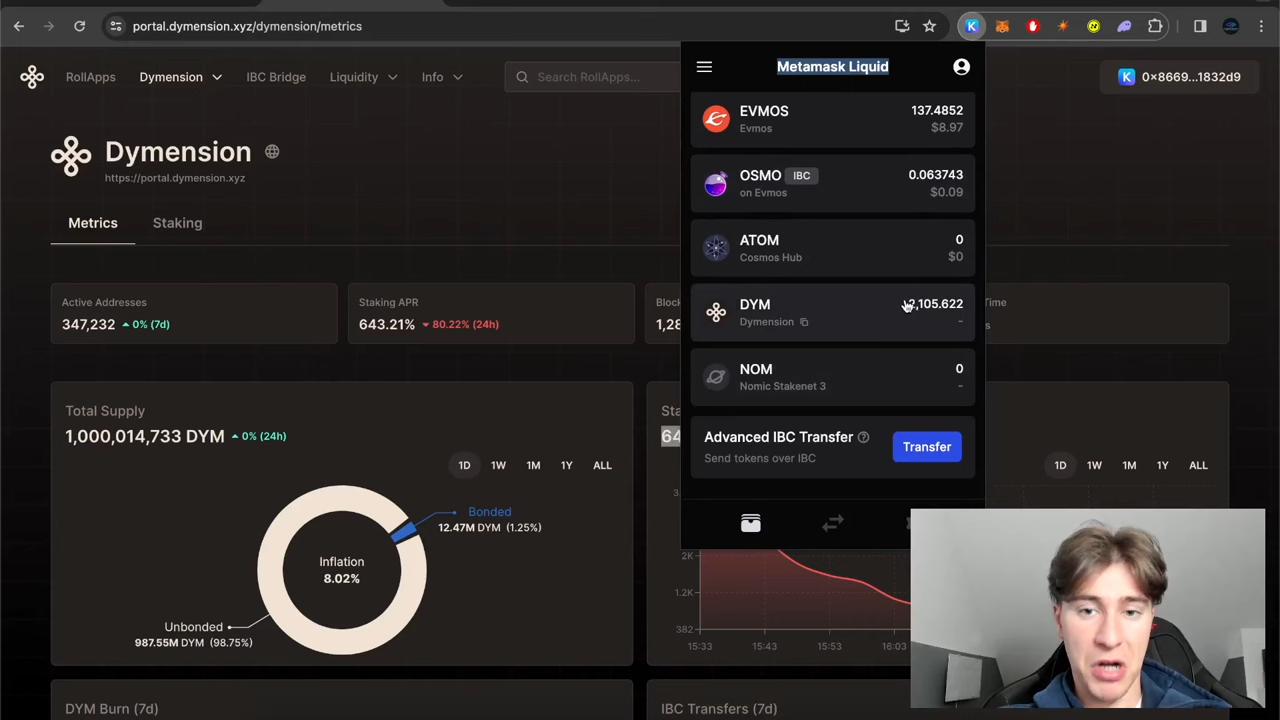 portal.dymension.xyz/dymension/metrics
RollApps
Dymension
IBC Bridge
Liquidity
Info
Search RollApps...
0×8669...1832d9
Dymension
https://portal.dymension.xyz
Metrics
Staking
Active Addresses
347,232 0% (7d)
Staking APR
643.21% 80.22% (24h)
Total Supply
1,000,014,733 DYM 0% (24h)
1D 1W 1M 1Y ALL
Bonded
12.47M DYM (1.25%)
Inflation
8.02%
Unbonded
987.55M DYM (98.75%)
DYM Burn (7d)
Metamask Liquid
EVMOS 137.4852
Evmos $8.97
OSMO IBC 0.063743
on Evmos $0.09
ATOM 0
Cosmos Hub $0
DYM 2,105.622
Dymension -
NOM 0
Nomic Stakenet 3 -
Advanced IBC Transfer
Send tokens over IBC
Transfer
Time
1D 1W 1M 1Y ALL
2K
1.2K
382
15:33 15:43 15:53 16:03
IBC Transfers (7d)